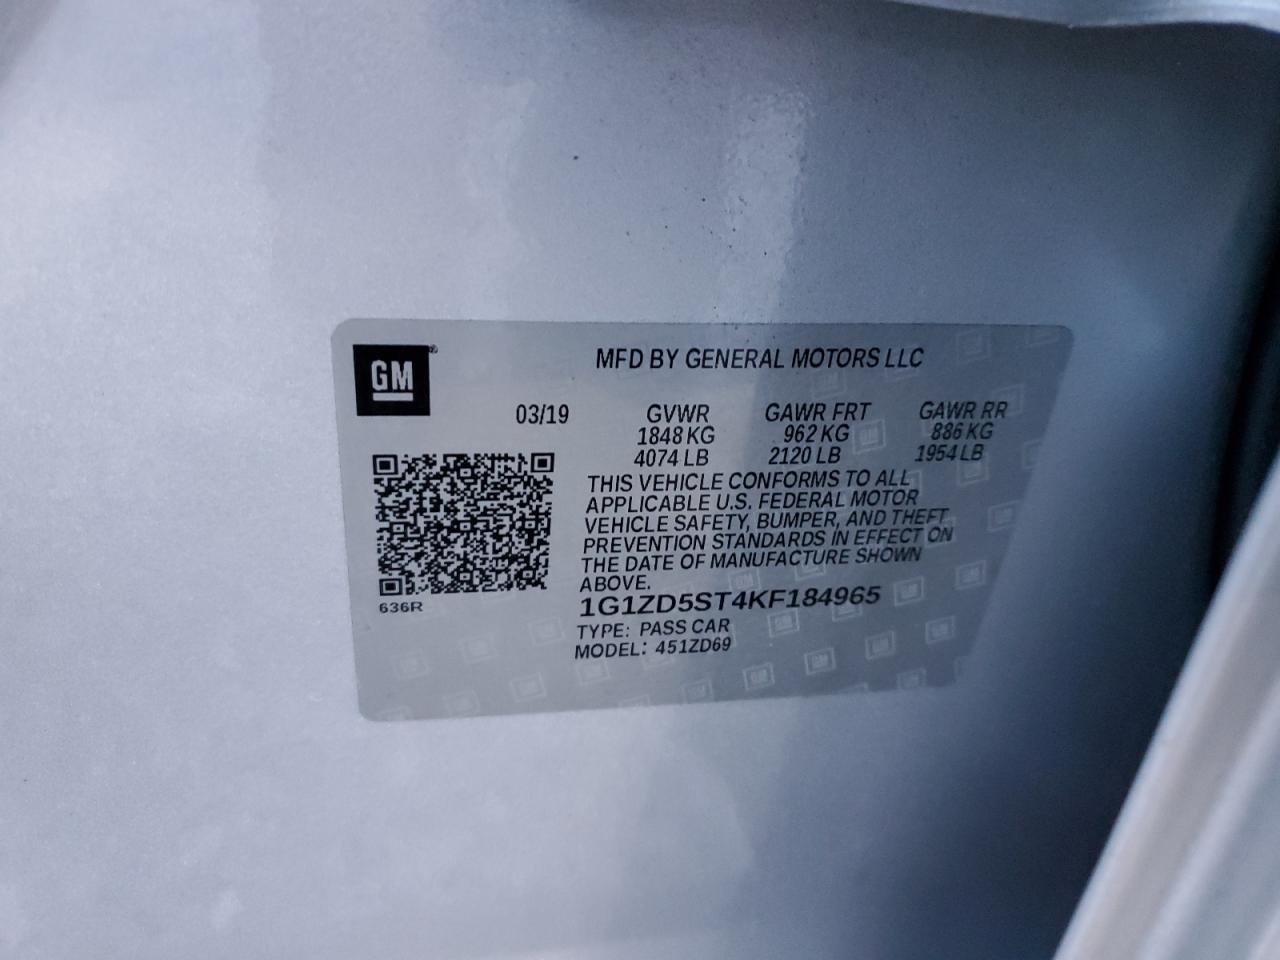 GM
MFD BY GENERAL MOTORS LLC
03/19 GVWR GAWR FRT GAWR RR
1848 KG 962 KG 886 KG
4074 LB 2120 LB 1954 LB
THIS VEHICLE CONFORMS TO ALL
APPLICABLE U.S. FEDERAL MOTOR
VEHICLE SAFETY, BUMPER, AND THEFT
PREVENTION STANDARDS IN EFFECT ON
THE DATE OF MANUFACTURE SHOWN
ABOVE.
636R
1G1ZD5ST4KF184965
TYPE: PASS CAR
MODEL: 451ZD69